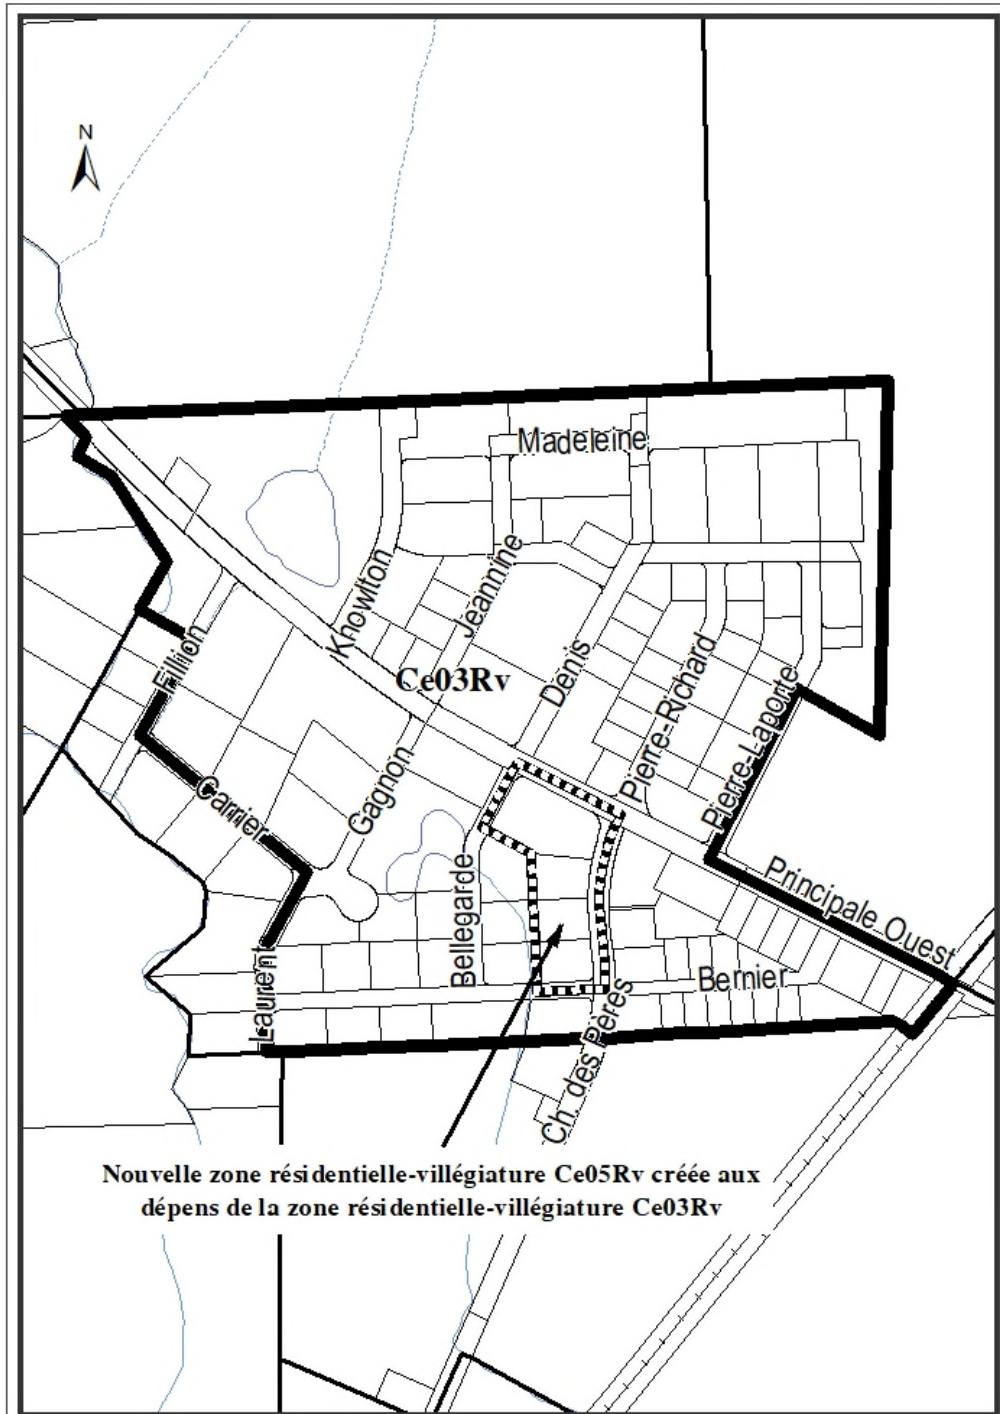 N
Madeleine
Knowlton
Jeannine
Ce03Rv
Denis
Fillion
Pierre-Richard
Pierre-Laporte
Carrier
Gagnon
Bellegarde
Principale Ouest
Laurent
Bernier
Ch. des Pères
Nouvelle zone résidentielle-villégiature Ce05Rv créée aux
dépens de la zone résidentielle-villégiature Ce03Rv